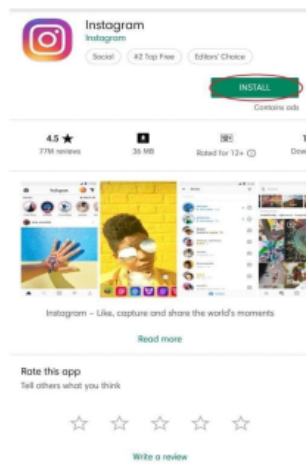 Instagram
Instagram
Social
#2 Top Free
Editors' Choice
INSTALL
Contains ads
4.5 ★
77M reviews
36 MB
Rated for 12+
Instagram
Instagram – Like, capture and share the world's moments
Read more
Rate this app
Tell others what you think
Write a review